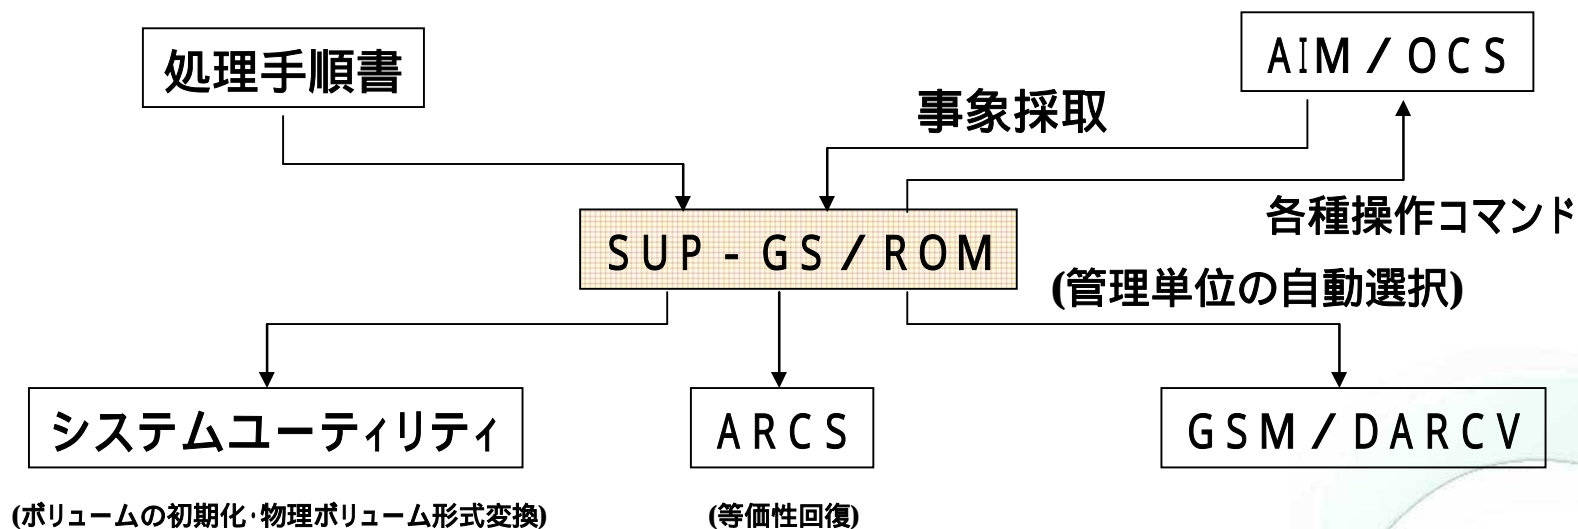 処理手順書
AIM/OCS
事象採取
各種操作コマンド
SUP-GS/ROM
(管理単位の自動選択)
システムユーティリティ
ARCS
GSM/DARCV
(ボリュームの初期化･物理ボリューム形式変換)
(等価性回復)